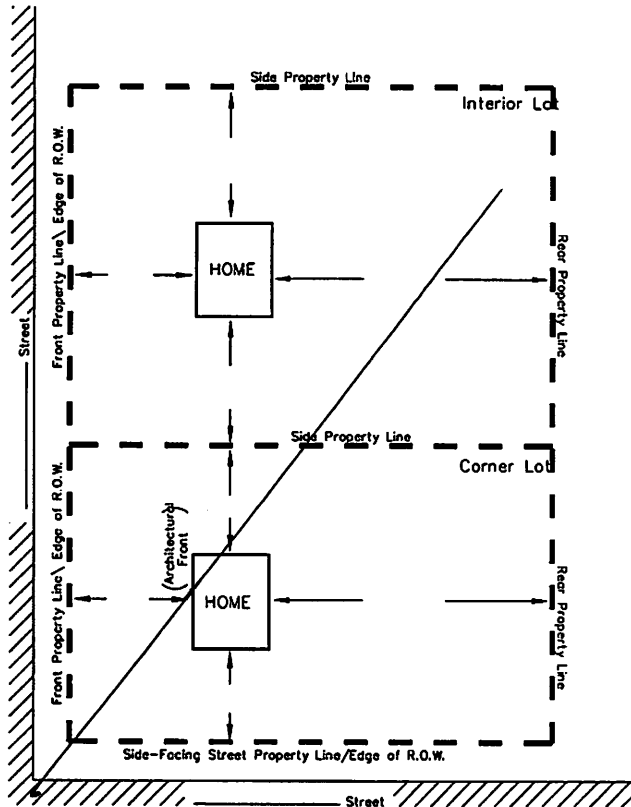 Side Property Line
Interior Lot
Front Property Line\ Edge of R.O.W.
HOME
Rear Property Line
Street
Side Property Line
Corner Lot
Front Property Line\ Edge of R.O.W.
(Architectural
Front)
HOME
Rear Property Line
Side-Facing Street Property Line/Edge of R.O.W.
Street